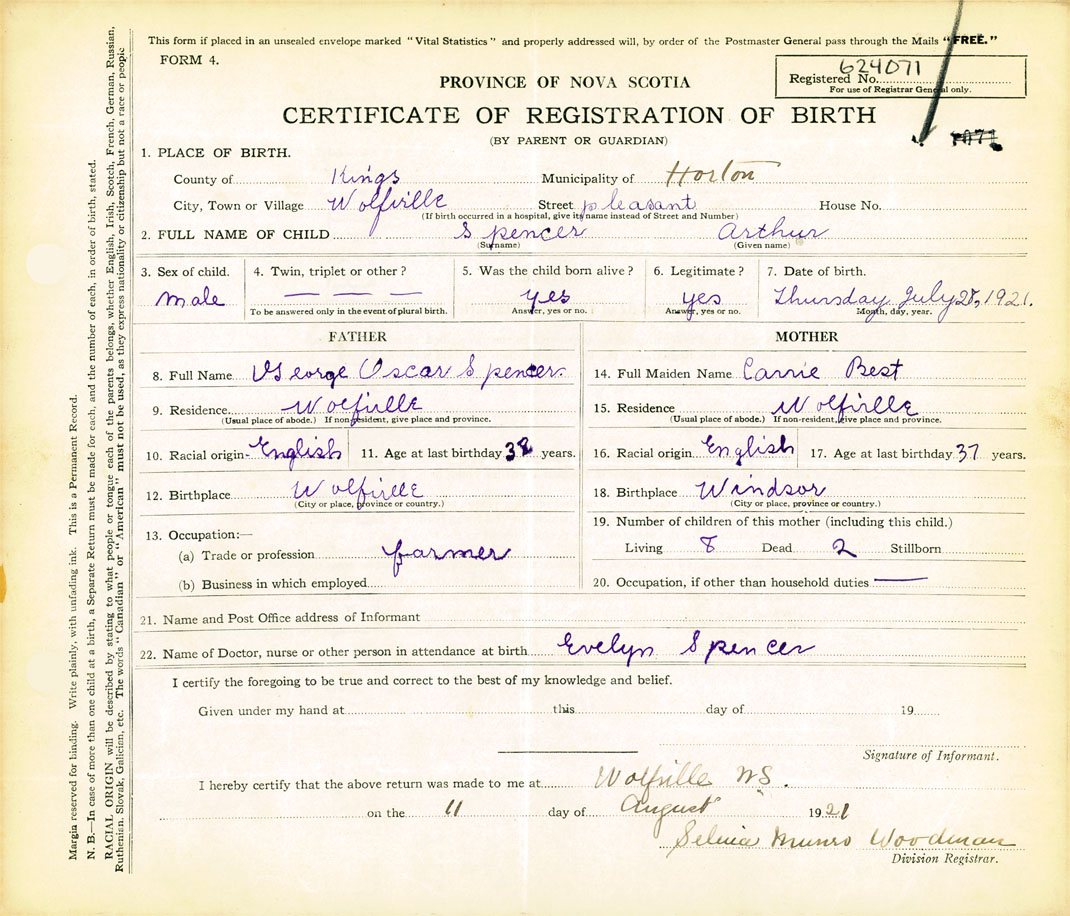 This form if placed in an unsealed envelope marked "Vital Statistics" and properly addressed will, by order of the Postmaster General pass through the Mails "FREE."
FORM 4.
624071
Registered No.
For use of Registrar General only.
PROVINCE OF NOVA SCOTIA
CERTIFICATE OF REGISTRATION OF BIRTH
(BY PARENT OR GUARDIAN)
1. PLACE OF BIRTH.
County of Kings Municipality of Horton
City, Town or Village Wolfville Street pleasant House No.
(If birth occurred in a hospital, give its name instead of Street and Number)
2. FULL NAME OF CHILD Spencer Arthur
(Surname) (Given name)
3. Sex of child. 4. Twin, triplet or other? 5. Was the child born alive? 6. Legitimate? 7. Date of birth.
Male — — — yes yes Thursday July 28, 1921.
To be answered only in the event of plural birth. Answer, yes or no. Answer, yes or no. Month, day, year.
FATHER MOTHER
8. Full Name George Oscar Spencer 14. Full Maiden Name Carrie Best
9. Residence Wolfville 15. Residence Wolfville
(Usual place of abode.) If non-resident, give place and province. (Usual place of abode.) If non-resident, give place and province.
10. Racial origin- English 11. Age at last birthday 38 years. 16. Racial origin English 17. Age at last birthday 37 years.
12. Birthplace Wolfville 18. Birthplace Windsor
(City or place, province or country.) (City or place, province or country.)
13. Occupation:— 19. Number of children of this mother (including this child.)
(a) Trade or profession farmer Living 8 Dead 2 Stillborn
(b) Business in which employed 20. Occupation, if other than household duties —
21. Name and Post Office address of Informant
22. Name of Doctor, nurse or other person in attendance at birth Evelyn Spencer
I certify the foregoing to be true and correct to the best of my knowledge and belief.
Given under my hand at this day of 19
Signature of Informant.
I hereby certify that the above return was made to me at Wolfville N.S.
on the 11 day of August 1921
Munro Woodman
Division Registrar.
Margin reserved for binding. Write plainly, with unfading ink. This is a Permanent Record.
N. B.—In case of more than one child at a birth, a Separate Return must be made for each, and the number of each, in order of birth, stated.
RACIAL ORIGIN will be described by stating to what people or tongue each of the parents belongs, whether English, Irish, Scotch, French, German, Russian,
Ruthenian, Slovak, Galician, etc. The words "Canadian" or "American" must not be used, as they express nationality or citizenship but not a race or people